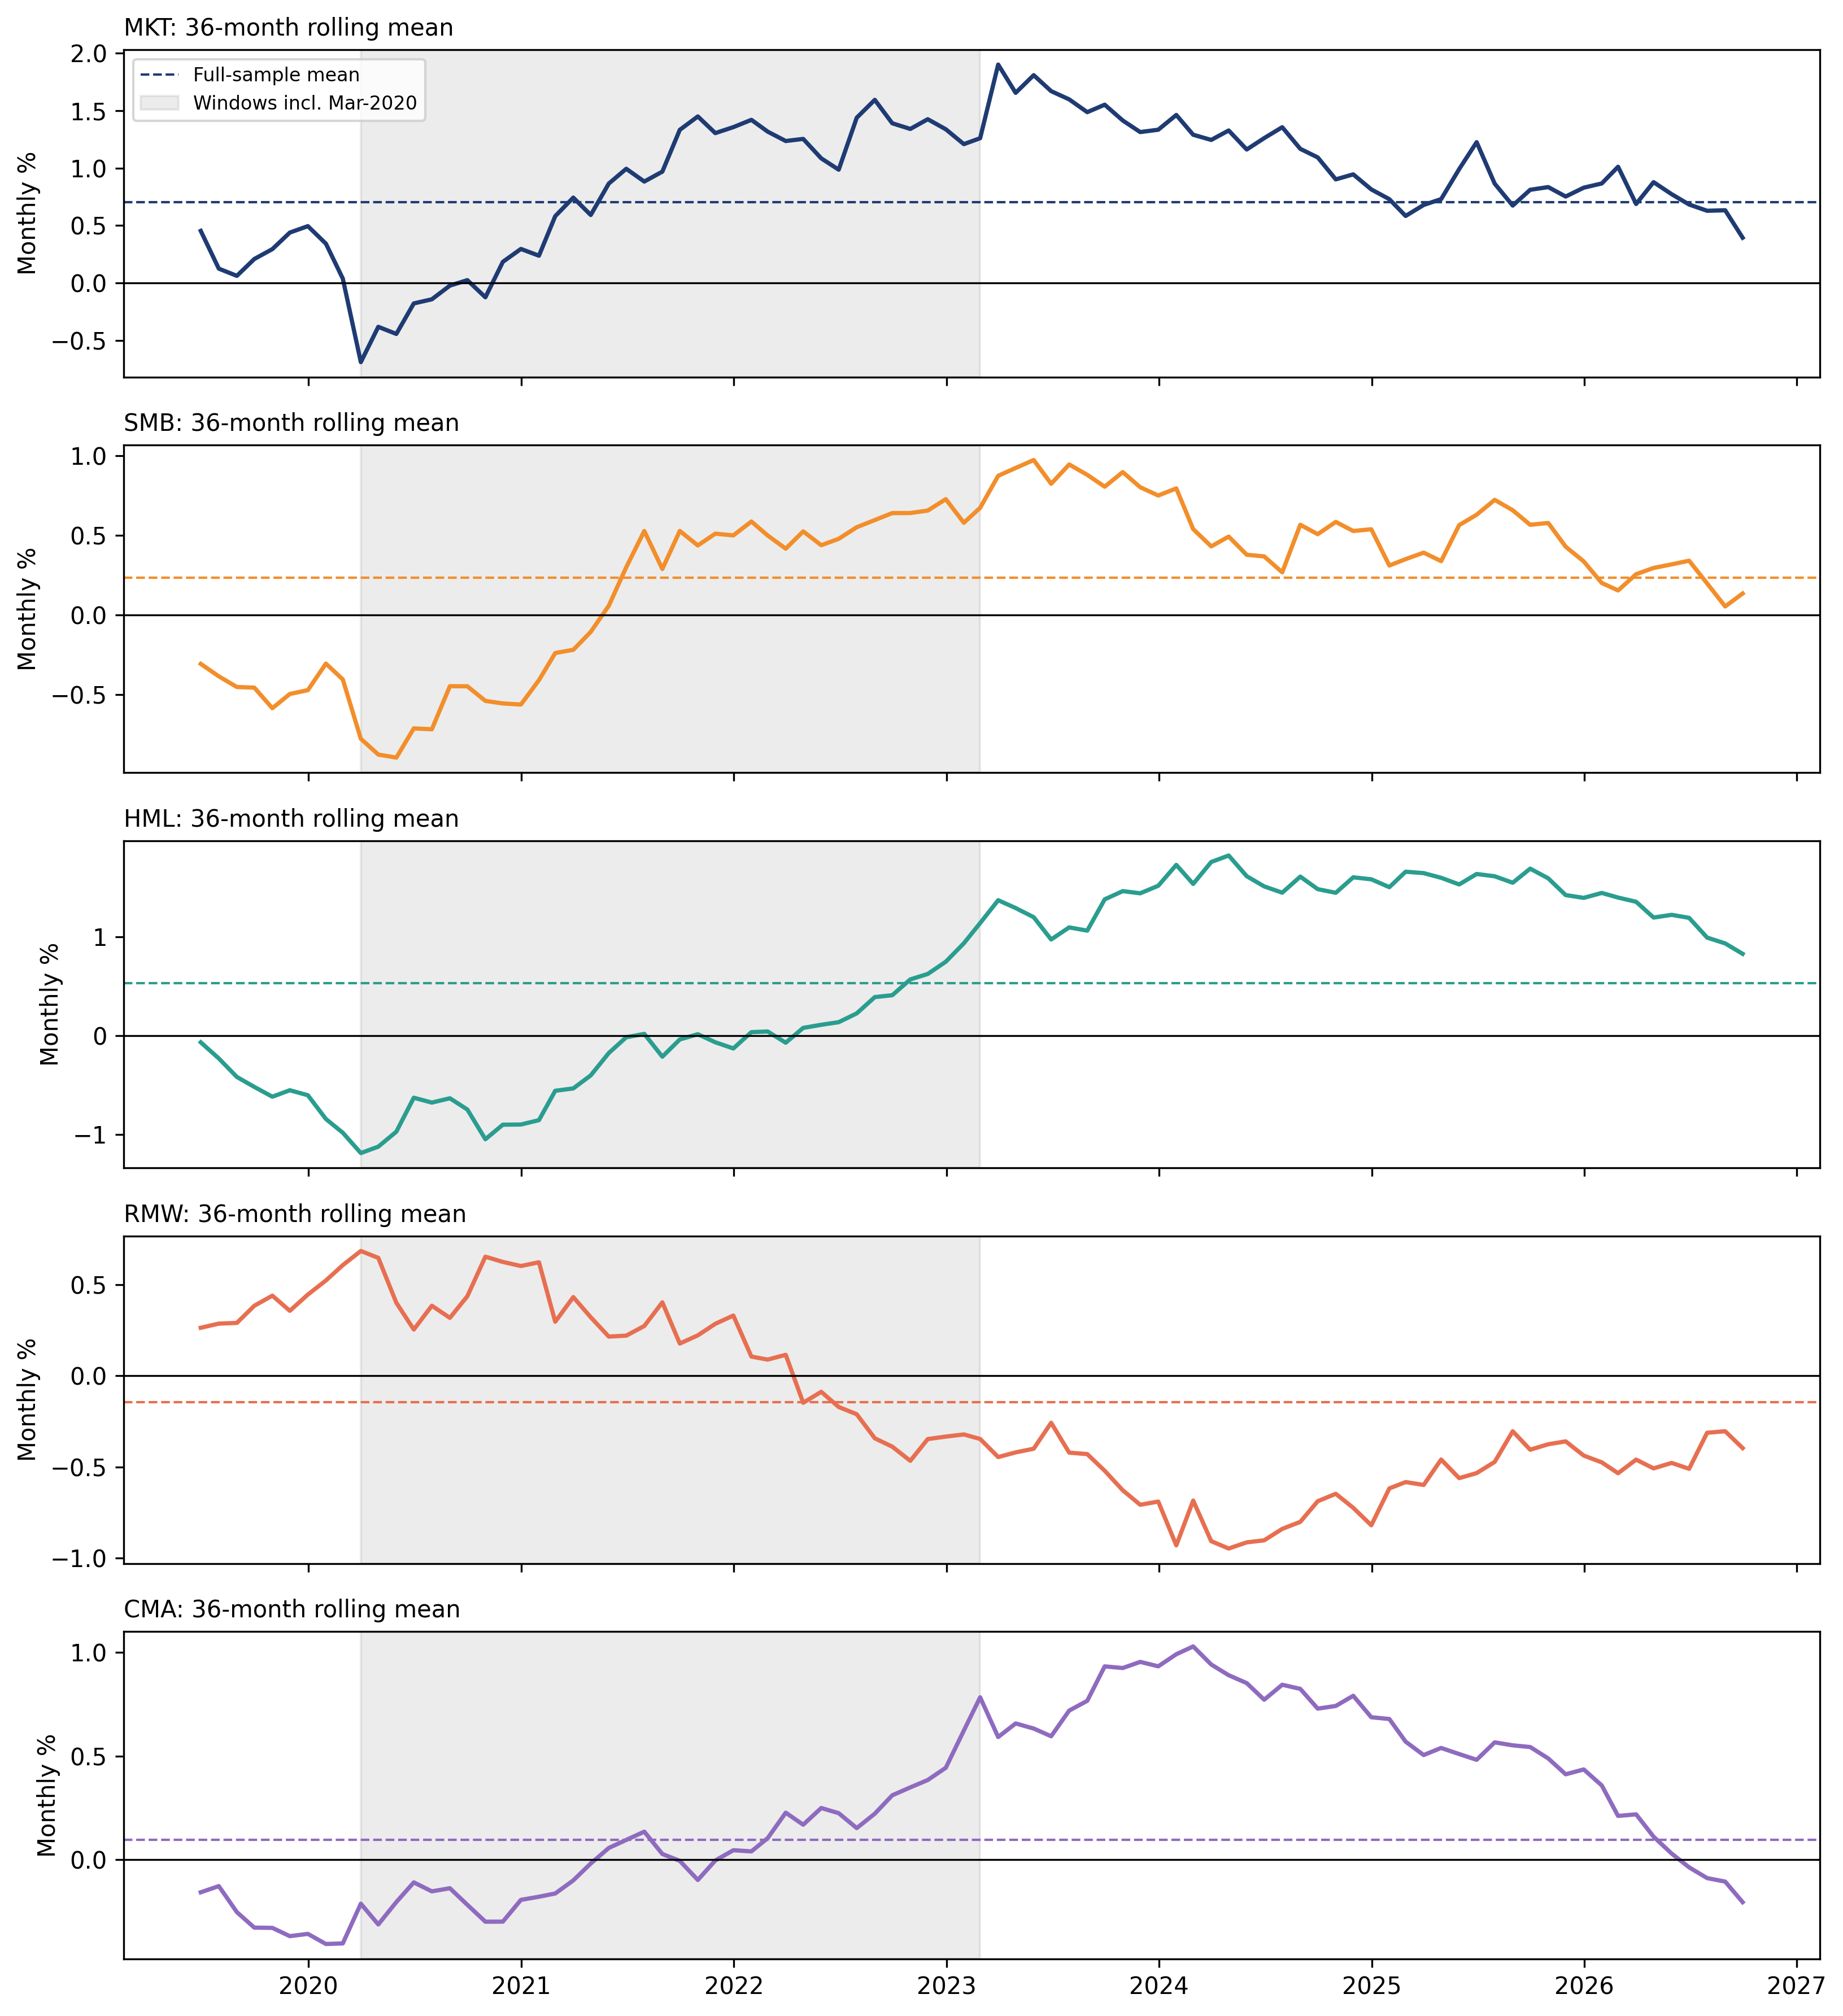 MKT: 36-month rolling mean
2.0
1.5
1.0
0.5
0.0
−0.5
Monthly %
Full-sample mean
Windows incl. Mar-2020
SMB: 36-month rolling mean
1.0
0.5
0.0
−0.5
Monthly %
HML: 36-month rolling mean
1
0
−1
Monthly %
RMW: 36-month rolling mean
0.5
0.0
−0.5
−1.0
Monthly %
CMA: 36-month rolling mean
1.0
0.5
0.0
Monthly %
2020 2021 2022 2023 2024 2025 2026 2027